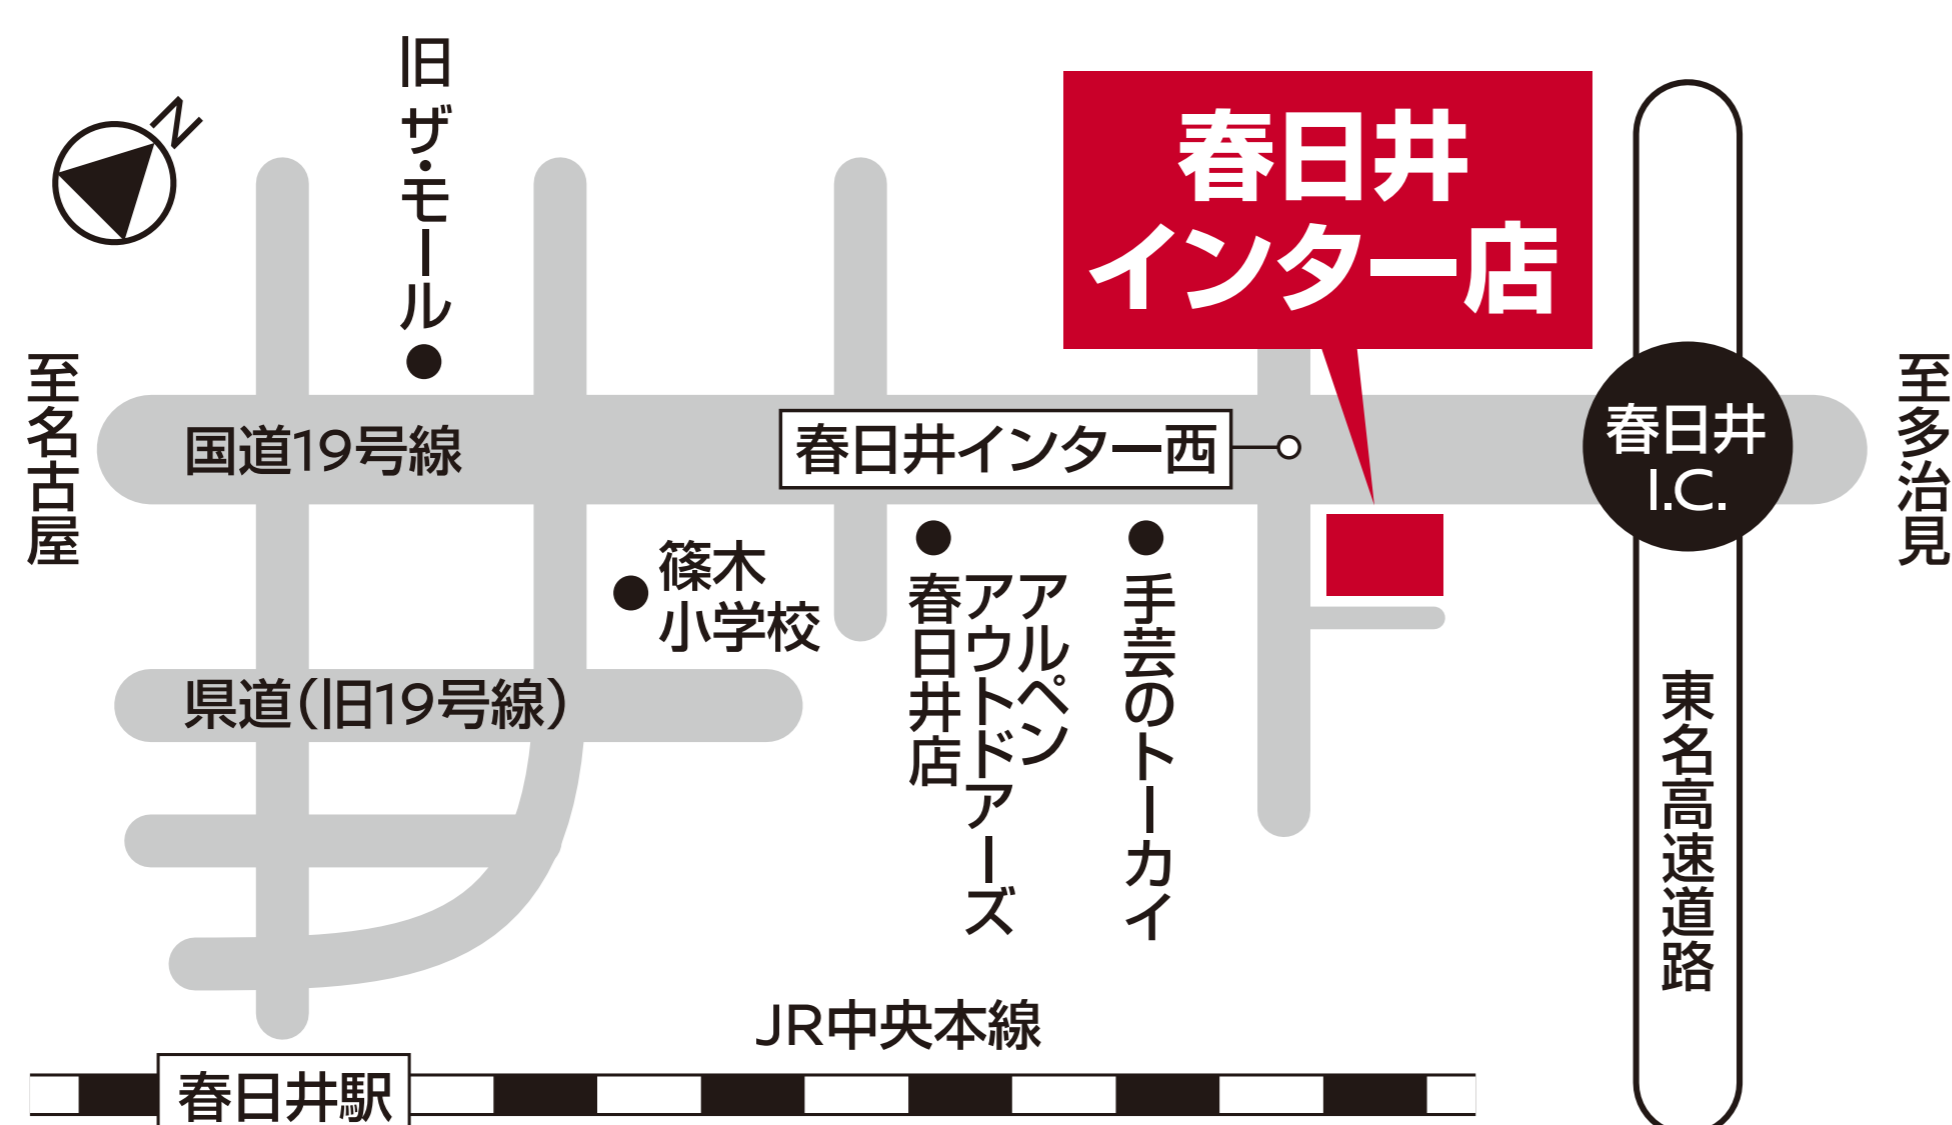 N
旧 ザ・モール
春日井
インター店
至名古屋
国道19号線
春日井インター西
春日井
I.C.
至多治見
篠木
小学校
アルペン
アウトドアーズ
春日井店
手芸のトーカイ
県道(旧19号線)
東名高速道路
JR中央本線
春日井駅